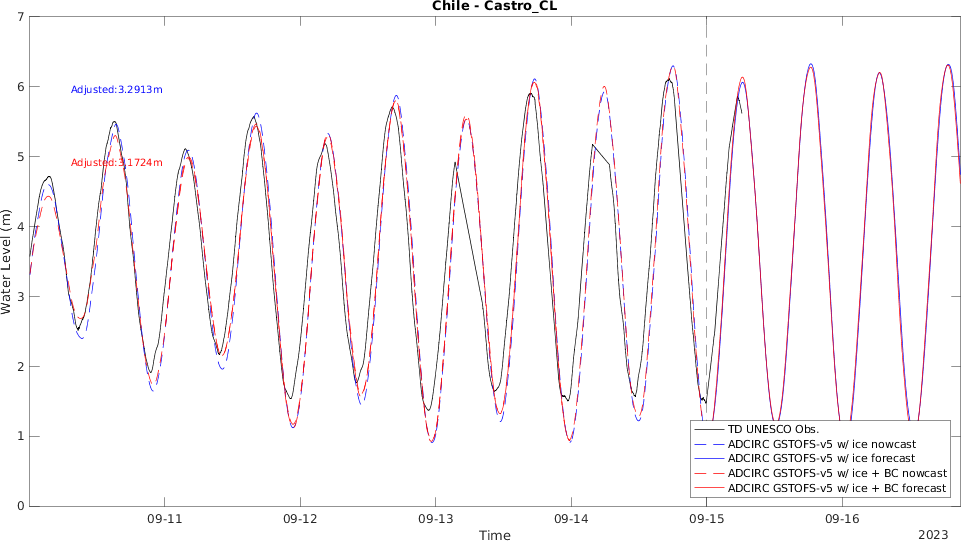 Chile - Castro_CL
7
6
5
4
3
2
1
0
Water Level (m)
Adjusted:3.2913m
Adjusted:3.1724m
TD UNESCO Obs.
ADCIRC GSTOFS-v5 w/ ice nowcast
ADCIRC GSTOFS-v5 w/ ice forecast
ADCIRC GSTOFS-v5 w/ ice + BC nowcast
ADCIRC GSTOFS-v5 w/ ice + BC forecast
09-11
09-12
09-13
09-14
09-15
09-16
Time
2023